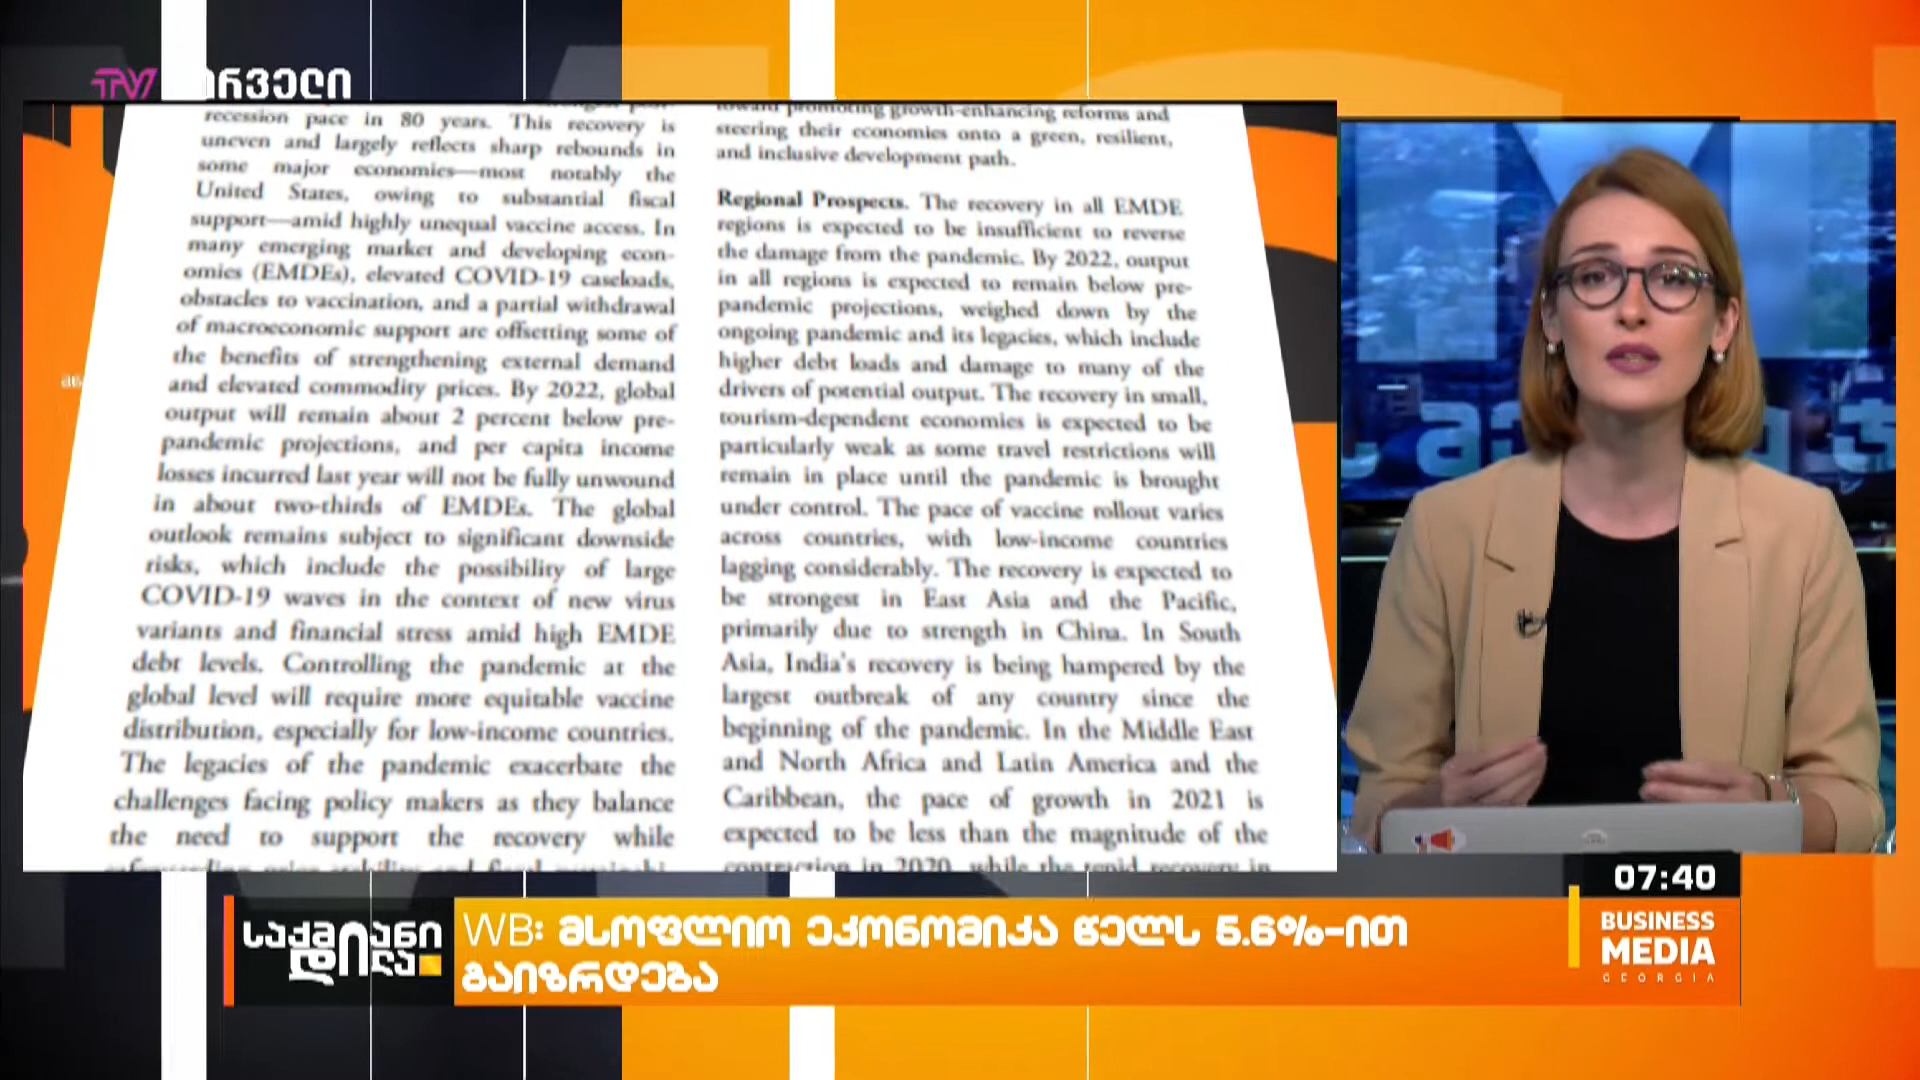 TV ირველი
recession pace in 80 years. This recovery is
uneven and largely reflects sharp rebounds in
some major economies—most notably the
United States, owing to substantial fiscal
support—amid highly unequal vaccine access. In
many emerging market and developing econ-
omies (EMDEs), elevated COVID-19 caseloads,
obstacles to vaccination, and a partial withdrawal
of macroeconomic support are offsetting some of
the benefits of strengthening external demand
and elevated commodity prices. By 2022, global
output will remain about 2 percent below pre-
pandemic projections, and per capita income
losses incurred last year will not be fully unwound
in about two-thirds of EMDEs. The global
outlook remains subject to significant downside
risks, which include the possibility of large
COVID-19 waves in the context of new virus
variants and financial stress amid high EMDE
debt levels. Controlling the pandemic at the
global level will require more equitable vaccine
distribution, especially for low-income countries.
The legacies of the pandemic exacerbate the
challenges facing policy makers as they balance
the need to support the recovery while
toward promoting growth-enhancing reforms and
steering their economies onto a green, resilient,
and inclusive development path.
Regional Prospects. The recovery in all EMDE
regions is expected to be insufficient to reverse
the damage from the pandemic. By 2022, output
in all regions is expected to remain below pre-
pandemic projections, weighed down by the
ongoing pandemic and its legacies, which include
higher debt loads and damage to many of the
drivers of potential output. The recovery in small,
tourism-dependent economies is expected to be
particularly weak as some travel restrictions will
remain in place until the pandemic is brought
under control. The pace of vaccine rollout varies
across countries, with low-income countries
lagging considerably. The recovery is expected to
be strongest in East Asia and the Pacific,
primarily due to strength in China. In South
Asia, India's recovery is being hampered by the
largest outbreak of any country since the
beginning of the pandemic. In the Middle East
and North Africa and Latin America and the
Caribbean, the pace of growth in 2021 is
expected to be less than the magnitude of the
contraction in 2020, while the rapid recovery in
07:40
საქმიანი
დილა
WB: მსოფლიო ეკონომიკა წელს 5.6%-ით
გაიზრდება
BUSINESS
MEDIA
GEORGIA